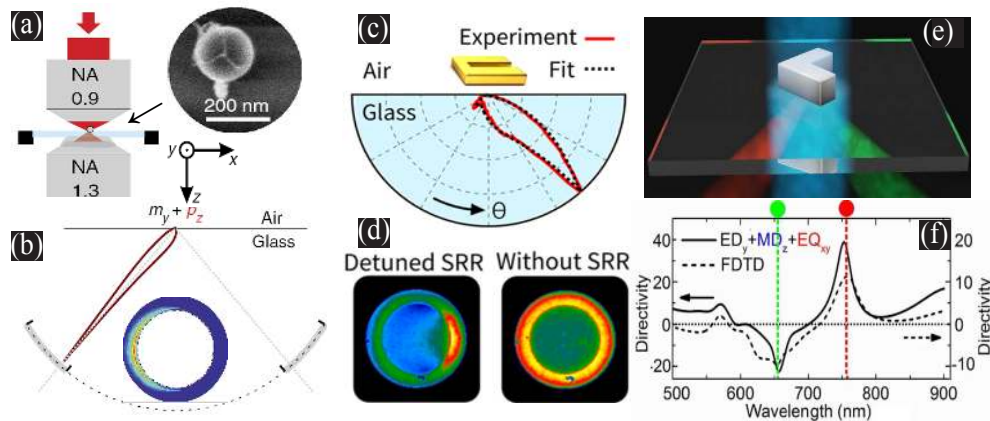 (a)
NA
0.9
200 nm
NA
1.3
y
x
z
m_y + p_z
Air
Glass
(b)
(c)
Experiment
Fit
Air
Glass
Θ
(d)
Detuned SRR
Without SRR
(e)
(f)
ED_y+MD_z+EQ_xy
FDTD
Directivity
40
20
0
-20
20
10
0
-10
Directivity
500 600 700 800 900
Wavelength (nm)